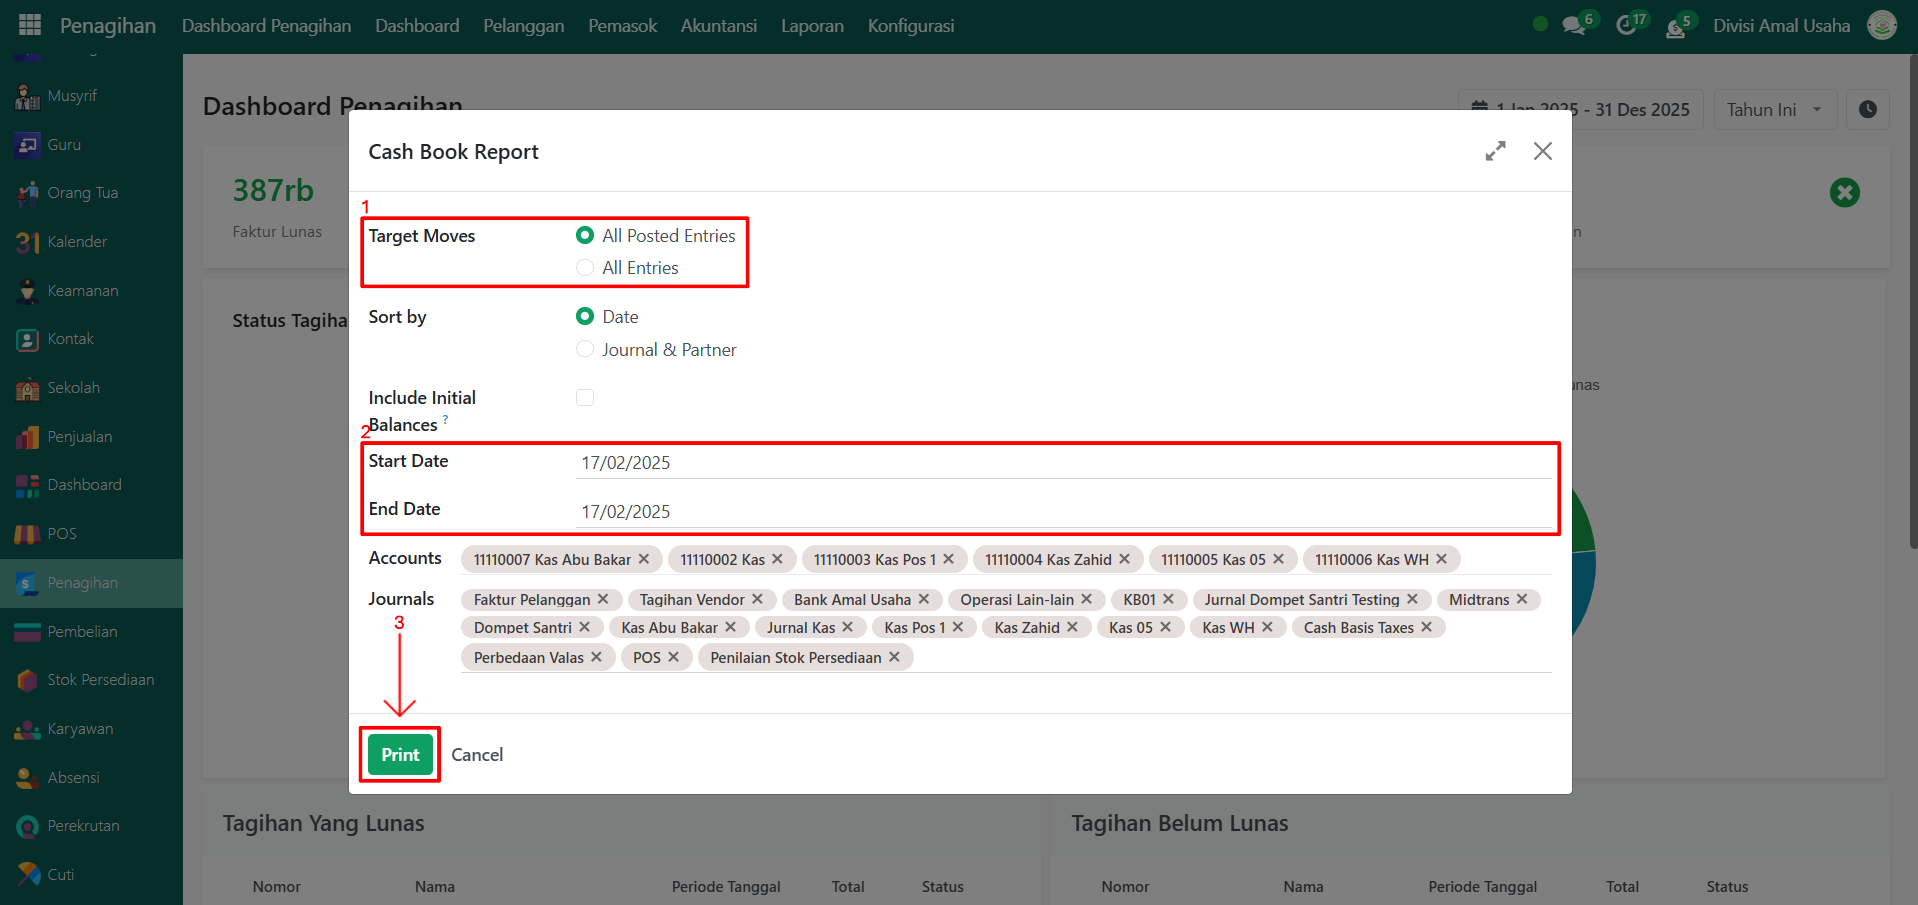 Penagihan Dashboard Penagihan Dashboard Pelanggan Pemasok Akuntansi Laporan Konfigurasi 6 17 5 Divisi Amal Usaha
Musyrif
Guru
Orang Tua
31 Kalender
Keamanan
Kontak
Sekolah
Penjualan
Dashboard
POS
Penagihan
Pembelian
Stok Persediaan
Karyawan
Absensi
Perekrutan
Cuti
Dashboard Penagihan
1 Jan 2025 - 31 Des 2025 Tahun Ini
387rb
Faktur Lunas
Status Tagiha
unas
Cash Book Report
1
Target Moves
All Posted Entries
All Entries
Sort by
Date
Journal & Partner
Include Initial
Balances ?
2
Start Date 17/02/2025
End Date 17/02/2025
Accounts 11110007 Kas Abu Bakar 11110002 Kas 11110003 Kas Pos 1 11110004 Kas Zahid 11110005 Kas 05 11110006 Kas WH
Journals Faktur Pelanggan Tagihan Vendor Bank Amal Usaha Operasi Lain-lain KB01 Jurnal Dompet Santri Testing Midtrans
Dompet Santri Kas Abu Bakar Jurnal Kas Kas Pos 1 Kas Zahid Kas 05 Kas WH Cash Basis Taxes
Perbedaan Valas POS Penilaian Stok Persediaan
3
Print Cancel
Tagihan Yang Lunas
Nomor Nama Periode Tanggal Total Status
Tagihan Belum Lunas
Nomor Nama Periode Tanggal Total Status